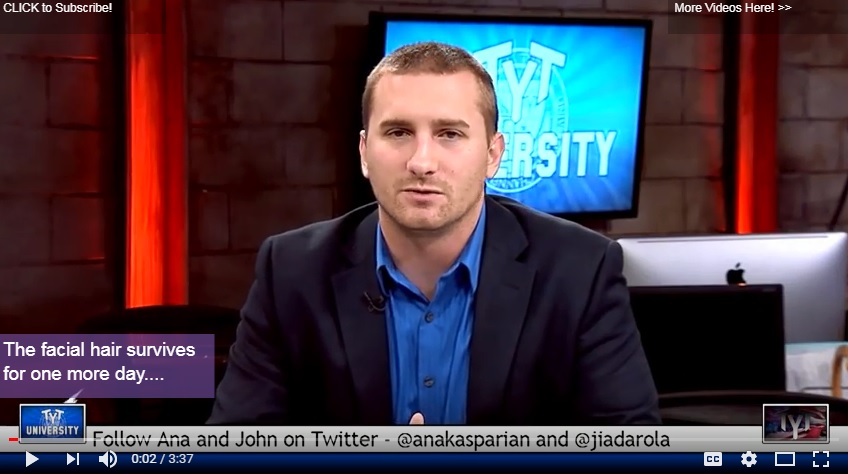 CLICK to Subscribe!
More Videos Here! >>
TYT
UNIVERSITY
The facial hair survives
for one more day....
TYT
UNIVERSITY
Follow Ana and John on Twitter - @anakasparian and @jiadarola
TYT
0:02 / 3:37
CC